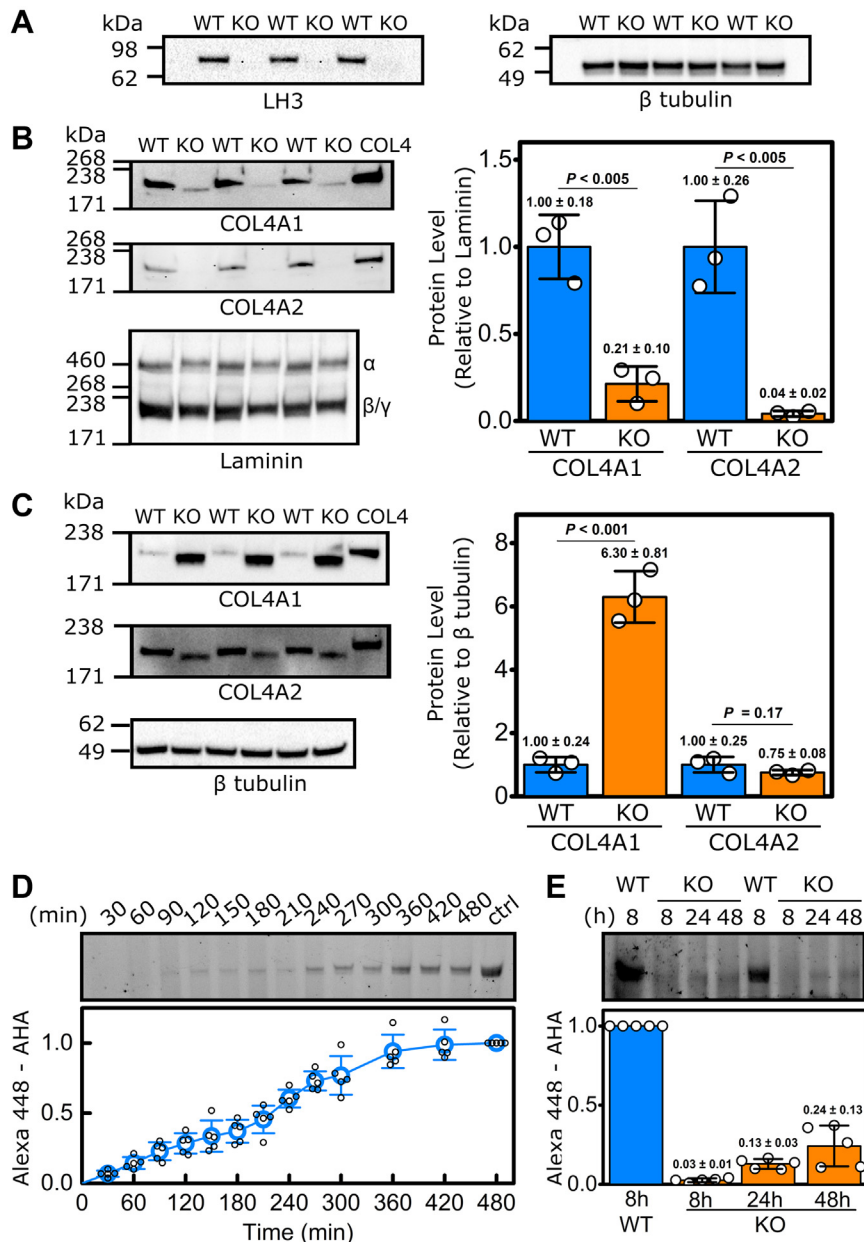 A
kDa
WT KO WT KO WT KO
98
62
LH3
WT KO WT KO WT KO
62
49
β tubulin
B
kDa
WT KO WT KO WT KO COL4
268
238
171
COL4A1
268
238
171
COL4A2
460
268
238
171
α
β/γ
Laminin
Protein Level
(Relative to Laminin)
1.5
1.0
0.5
0.0
P < 0.005
P < 0.005
1.00 ± 0.18
1.00 ± 0.26
0.21 ± 0.10
0.04 ± 0.02
WT KO WT KO
COL4A1 COL4A2
C
kDa
WT KO WT KO WT KO COL4
238
171
COL4A1
238
171
COL4A2
62
49
β tubulin
Protein Level
(Relative to β tubulin)
8
6
4
2
0
P < 0.001
6.30 ± 0.81
P = 0.17
1.00 ± 0.24
1.00 ± 0.25
0.75 ± 0.08
WT KO WT KO
COL4A1 COL4A2
D
(min) 30 60 90 120 150 180 210 240 270 300 360 420 480 ctrl
Alexa 448 - AHA
1.0
0.5
0.0
0 60 120 180 240 300 360 420 480
Time (min)
E
WT KO WT KO
(h) 8 8 24 48 8 8 24 48
Alexa 448 - AHA
1.0
0.5
0.0
0.03 ± 0.01
0.13 ± 0.03
0.24 ± 0.13
8h 8h 24h 48h
WT KO